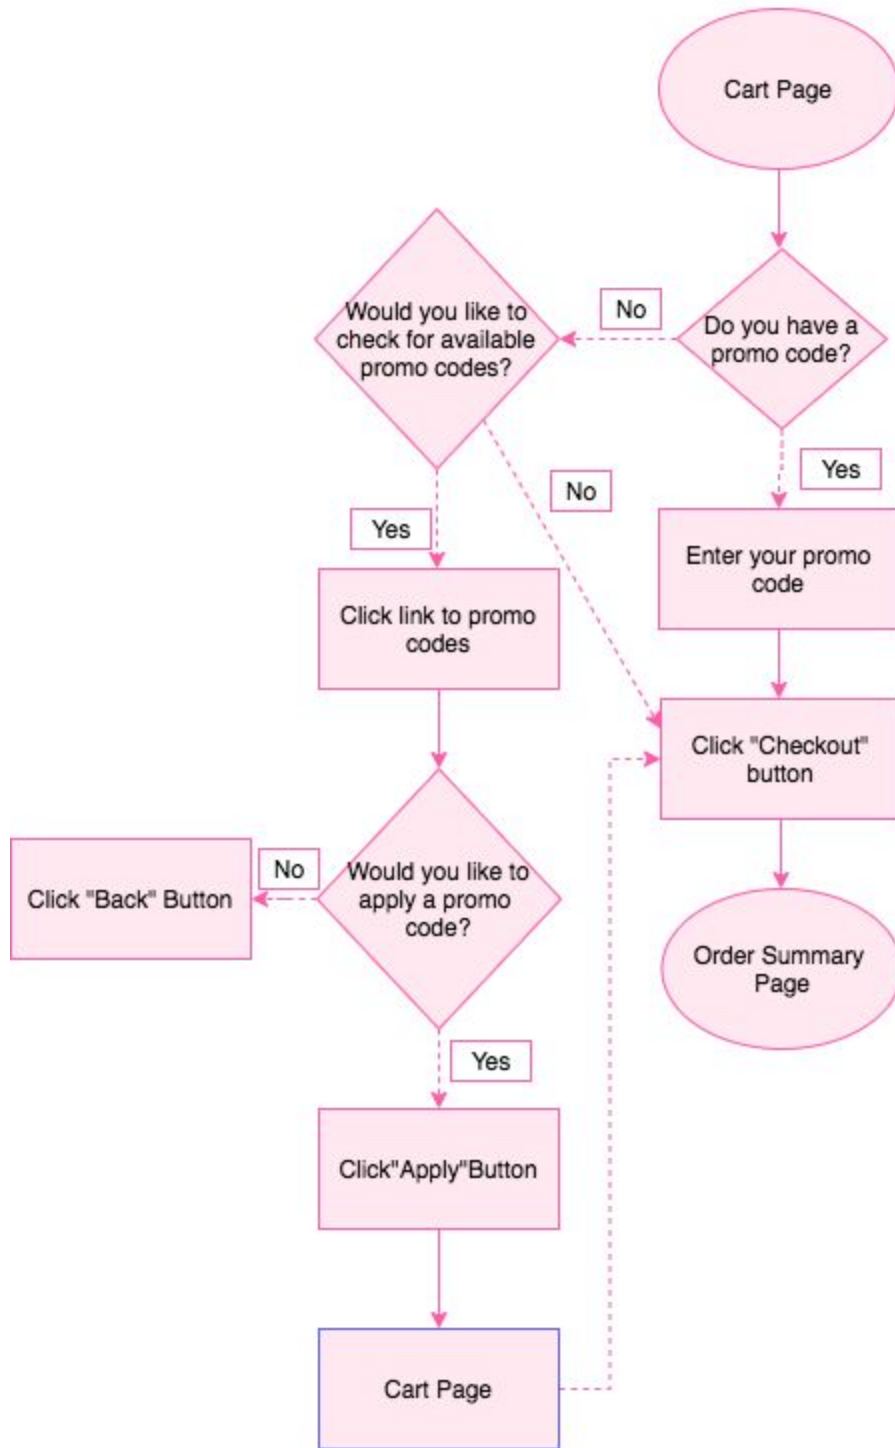 Cart Page
Do you have a
promo code?
No
Would you like to
check for available
promo codes?
Yes
No
Yes
Enter your promo
code
Click link to promo
codes
Click "Checkout"
button
Would you like to
apply a promo
code?
No
Click "Back" Button
Order Summary
Page
Yes
Click"Apply"Button
Cart Page